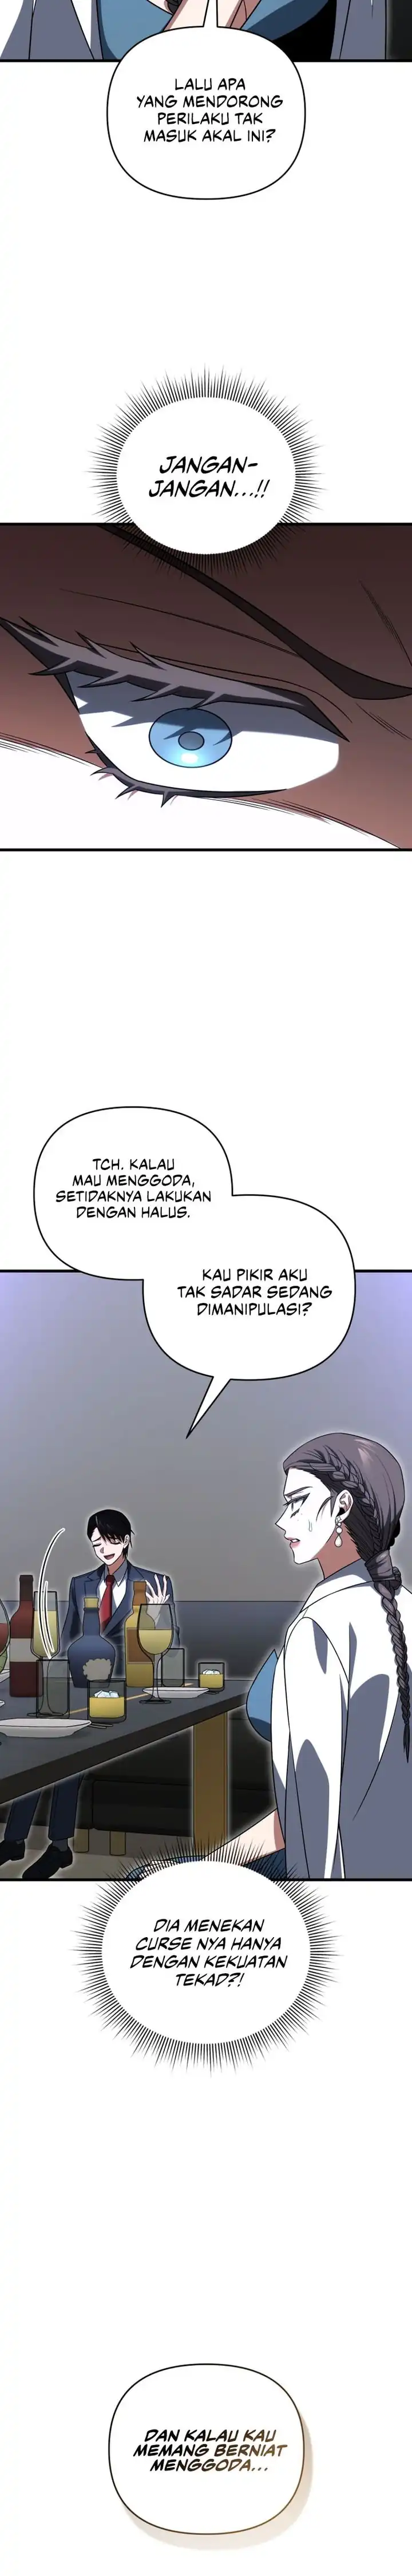 LALU APA
YANG MENDORONG
PERILAKU TAK
MASUK AKAL INI?
JANGAN-
JANGAN...!!
TCH. KALAU
MAU MENGGODA,
SETIDAKNYA LAKUKAN
DENGAN HALUS.
KAU PIKIR AKU
TAK SADAR SEDANG
DIMANIPULASI?
DIA MENEKAN
CURSE NYA HANYA
DENGAN KEKUATAN
TEKAD?!
DAN KALAU KAU
MEMANG BERNIAT
MENGGODA...